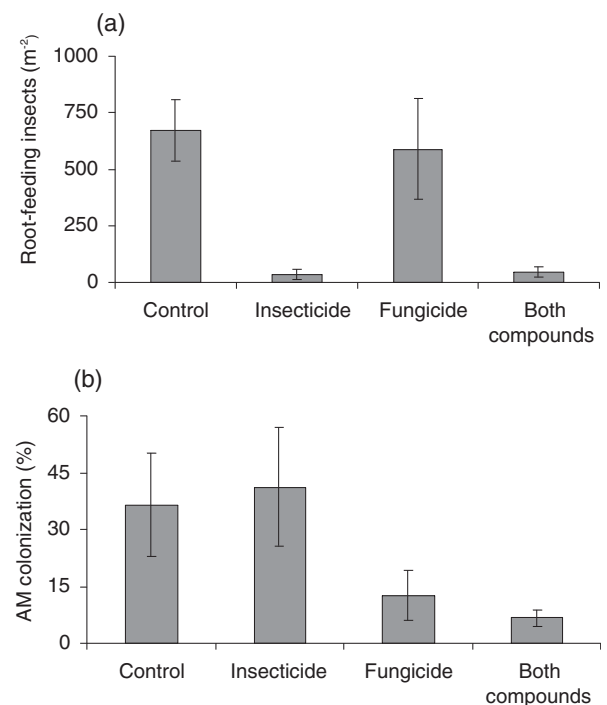 (a)
Root-feeding insects (m⁻²)
1000
750
500
250
0
Control
Insecticide
Fungicide
Both
compounds
(b)
AM colonization (%)
60
45
30
15
0
Control
Insecticide
Fungicide
Both
compounds